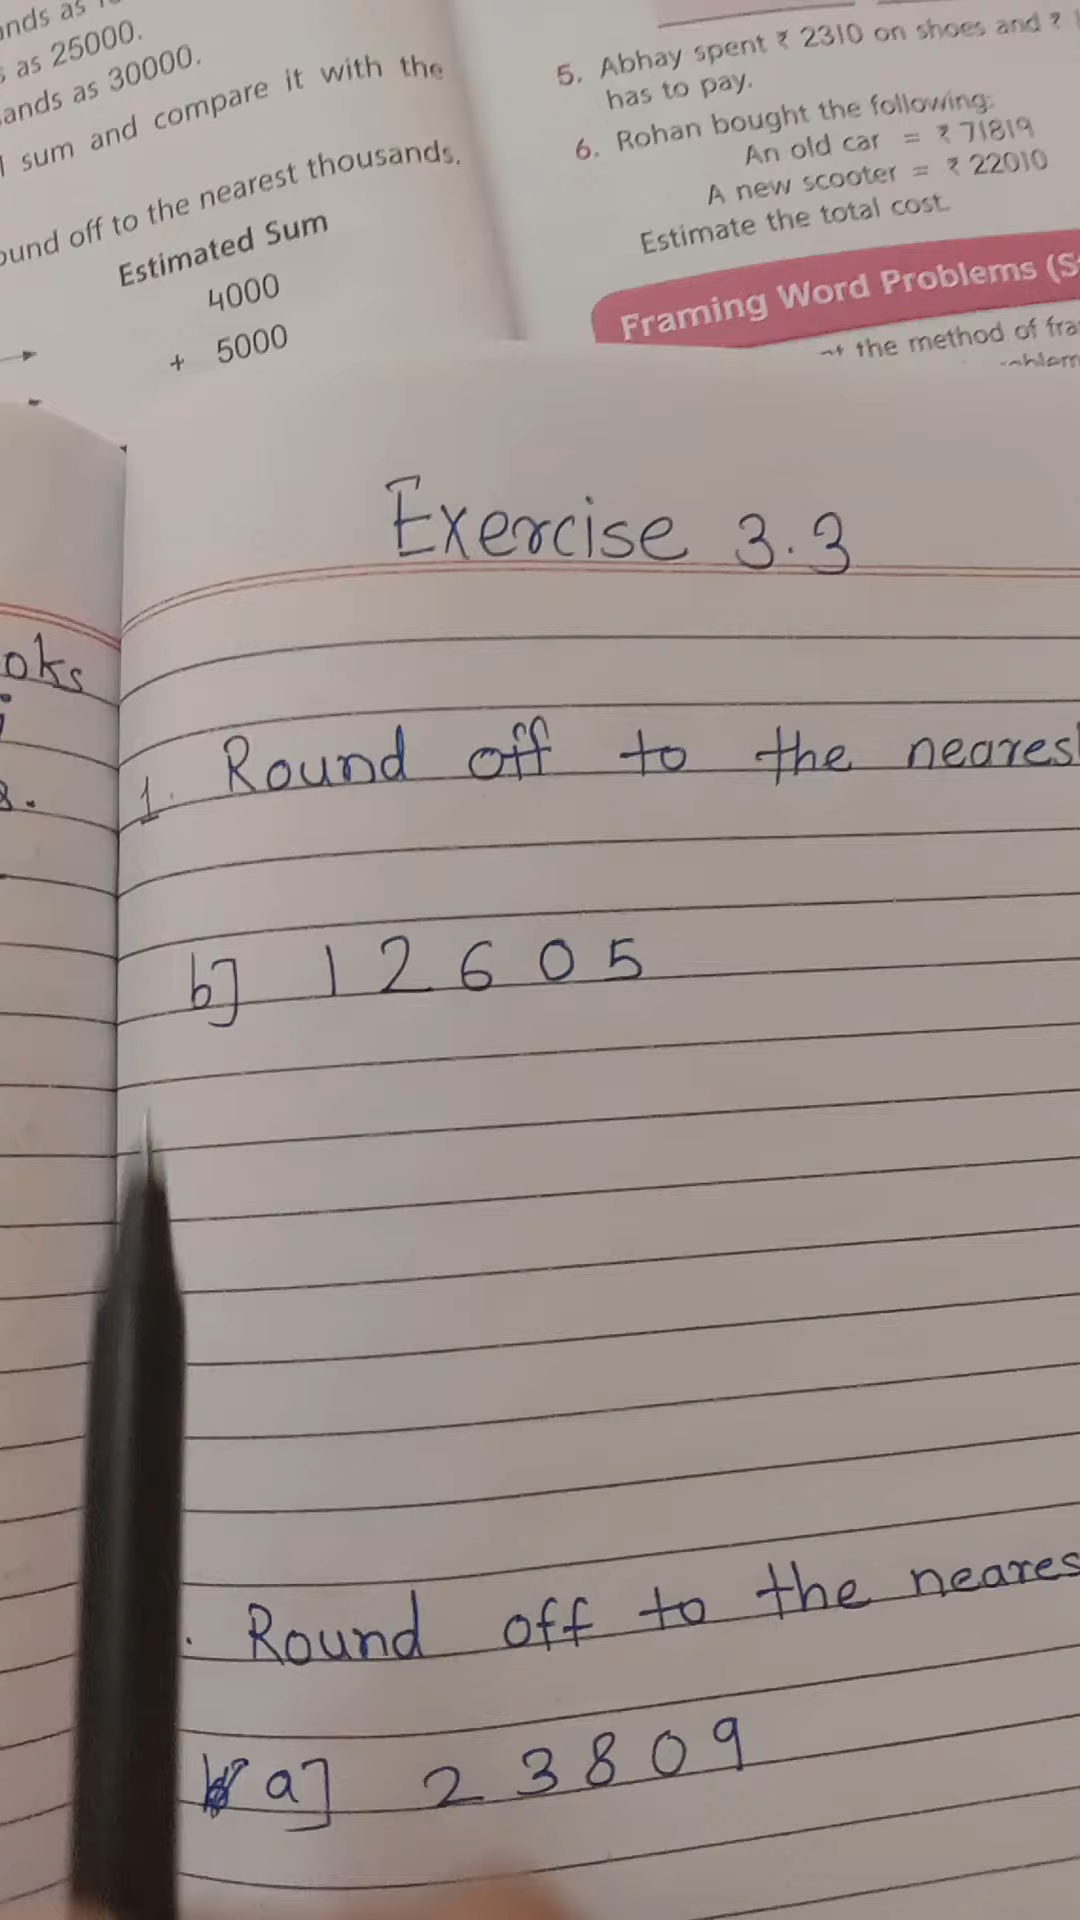 as 25000.
ands as 30000.
sum and compare it with the
ound off to the nearest thousands.
Estimated Sum
4000
+ 5000
5. Abhay spent ₹ 2310 on shoes and ₹
has to pay.
6. Rohan bought the following:
An old car = ₹ 71819
A new scooter = ₹ 22010
Estimate the total cost.
Framing Word Problems (S
the method of fra
oks
Exercise 3.3
1. Round off to the neares
b] 12605
. Round off to the neares
a] 23809